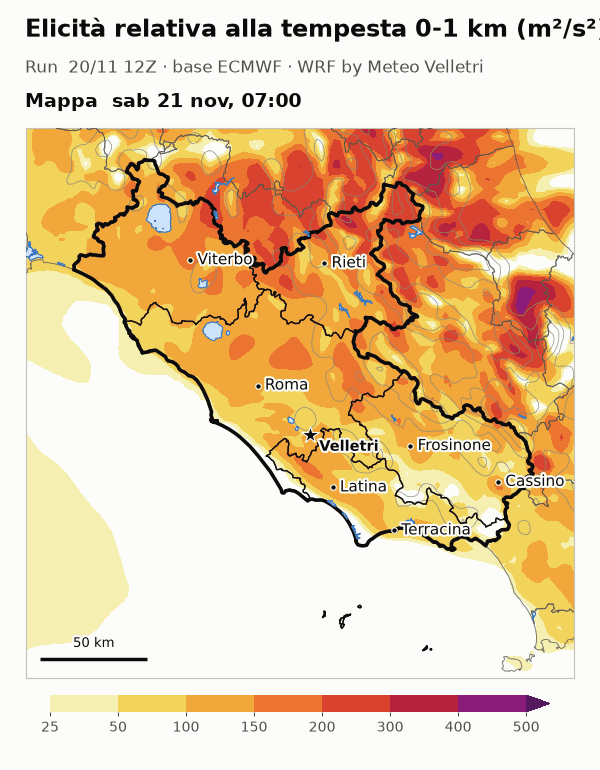 Elicità relativa alla tempesta 0-1 km (m²/s²)
Run 20/11 12Z · base ECMWF · WRF by Meteo Velletri
Mappa sab 21 nov, 07:00
Viterbo
Rieti
Roma
Velletri
Frosinone
Cassino
Latina
Terracina
50 km
25 50 100 150 200 300 400 500